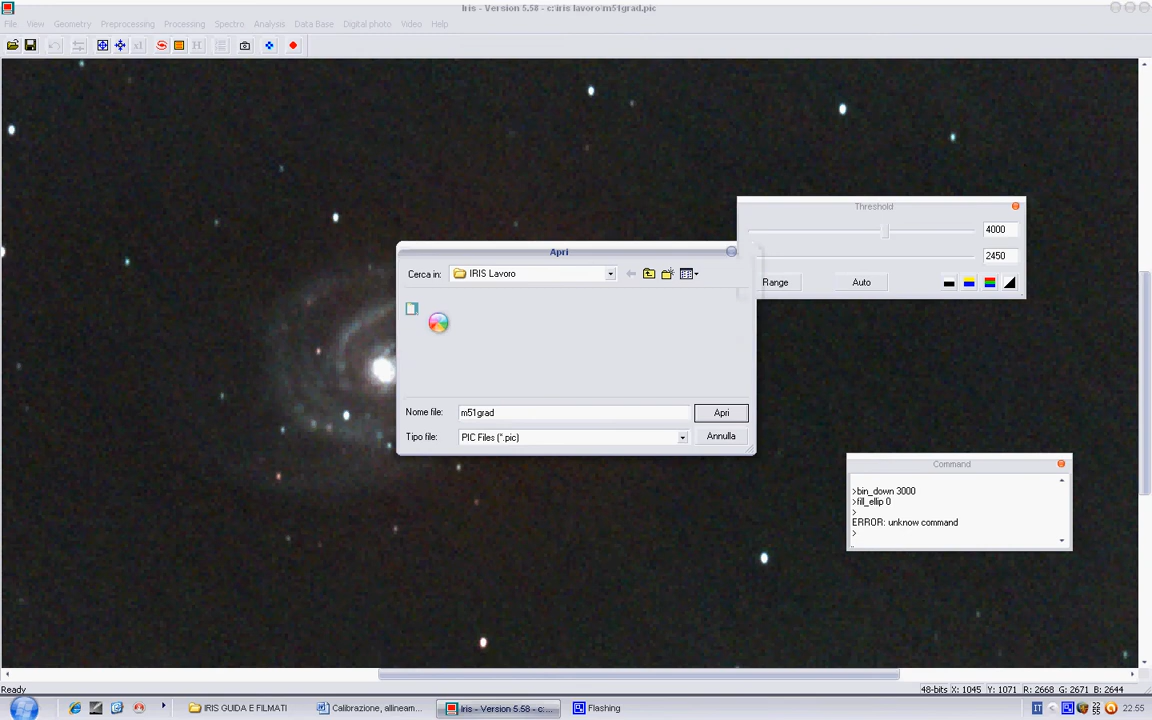 Iris - Version 5.58 - c:\iris lavoro\m51grad.pic
File View Geometry Preprocessing Processing Spectro Analysis Data Base Digital photo Video Help
x1
H
Threshold
4000
2450
Range Auto
Apri
Cerca in: IRIS Lavoro
Nome file: m51grad Apri
Tipo file: PIC Files (*.pic) Annulla
Command
>bin_down 3000
>fill_ellip 0
>
ERROR: unknow command
>
Ready
48-bits X: 1045 Y: 1071 R: 2668 G: 2671 B: 2644
IRIS GUIDA E FILMATI
Calibrazione, allineam...
Iris - Version 5.58 - c:...
Flashing
IT
22.55